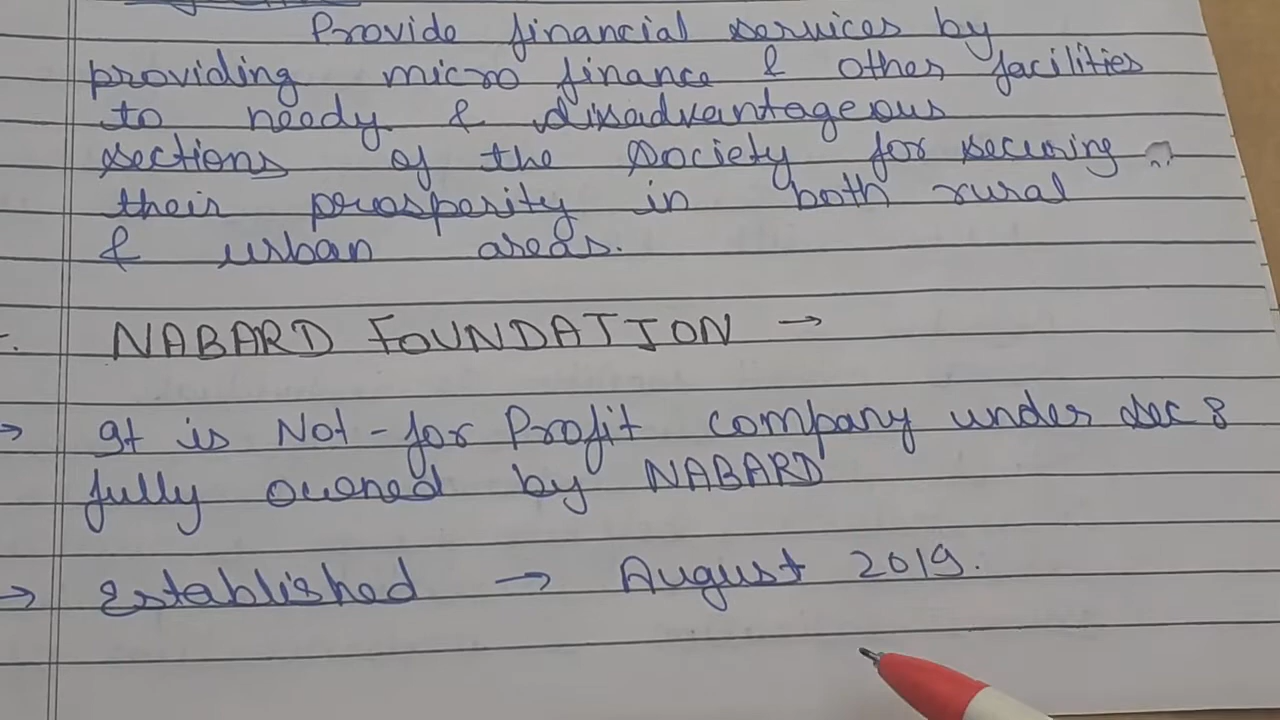 Provide financial services by
providing micro finance & other facilities
to needy & disadvantageous
sections of the society for securing
their prosperity in both rural
& urban areas.
NABARD FOUNDATION →
→ It is Not-for Profit company under sec 8
fully owened by NABARD
→ Established → August 2019.